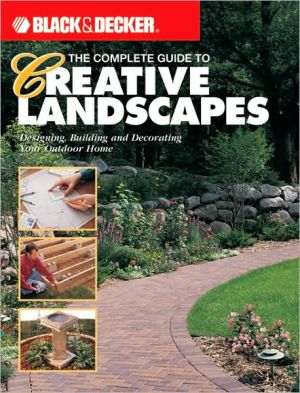 BLACK&DECKER®
THE COMPLETE GUIDE TO
CREATIVE
LANDSCAPES
Designing, Building and Decorating
Your Outdoor Home